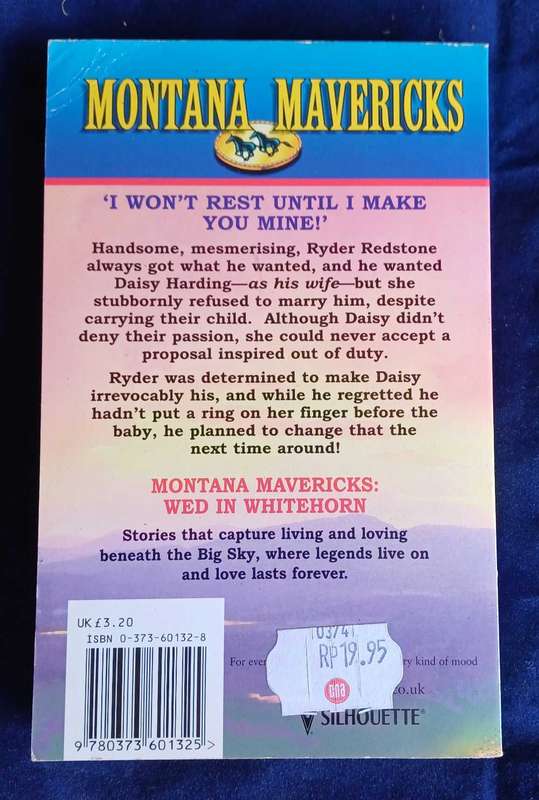 MONTANA MAVERICKS
'I WON'T REST UNTIL I MAKE
YOU MINE!'
Handsome, mesmerising, Ryder Redstone
always got what he wanted, and he wanted
Daisy Harding—as his wife—but she
stubbornly refused to marry him, despite
carrying their child. Although Daisy didn't
deny their passion, she could never accept a
proposal inspired out of duty.
Ryder was determined to make Daisy
irrevocably his, and while he regretted he
hadn't put a ring on her finger before the
baby, he planned to change that the
next time around!
MONTANA MAVERICKS:
WED IN WHITEHORN
Stories that capture living and loving
beneath the Big Sky, where legends live on
and love lasts forever.
UK £3.20
ISBN 0-373-60132-8
9 780373 601325 >
RP19.95
cna
For kind of mood
.co.uk
SILHOUETTE®